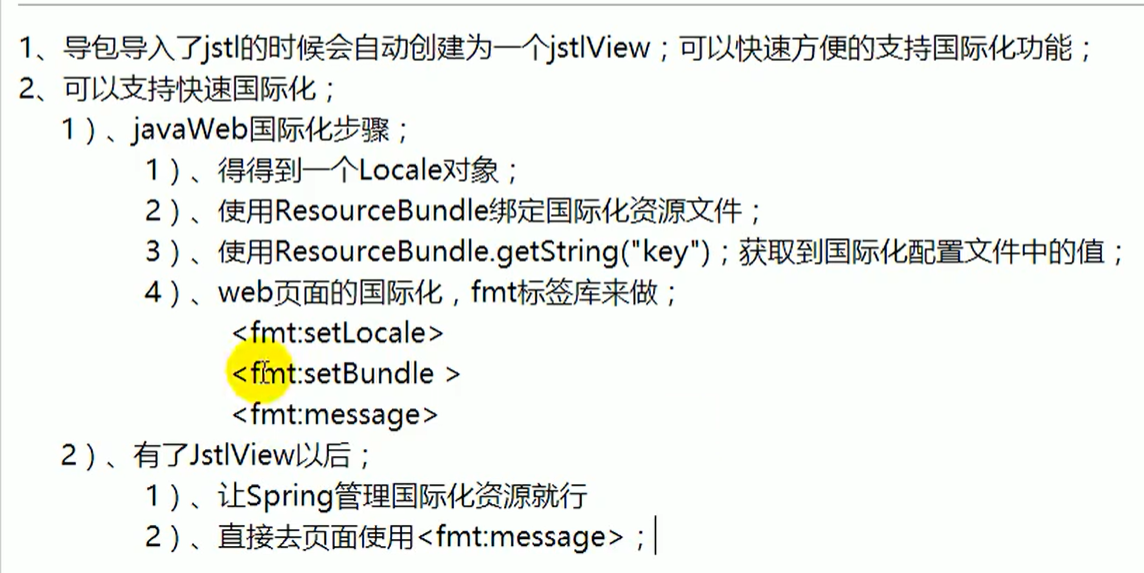 1、导包导入了jstl的时候会自动创建为一个jstlView；可以快速方便的支持国际化功能；
2、可以支持快速国际化；
1）、javaWeb国际化步骤；
1）、得得到一个Locale对象；
2）、使用ResourceBundle绑定国际化资源文件；
3）、使用ResourceBundle.getString("key")；获取到国际化配置文件中的值；
4）、web页面的国际化，fmt标签库来做；
<fmt:setLocale>
<fmt:setBundle >
<fmt:message>
2）、有了JstlView以后；
1）、让Spring管理国际化资源就行
2）、直接去页面使用<fmt:message>；